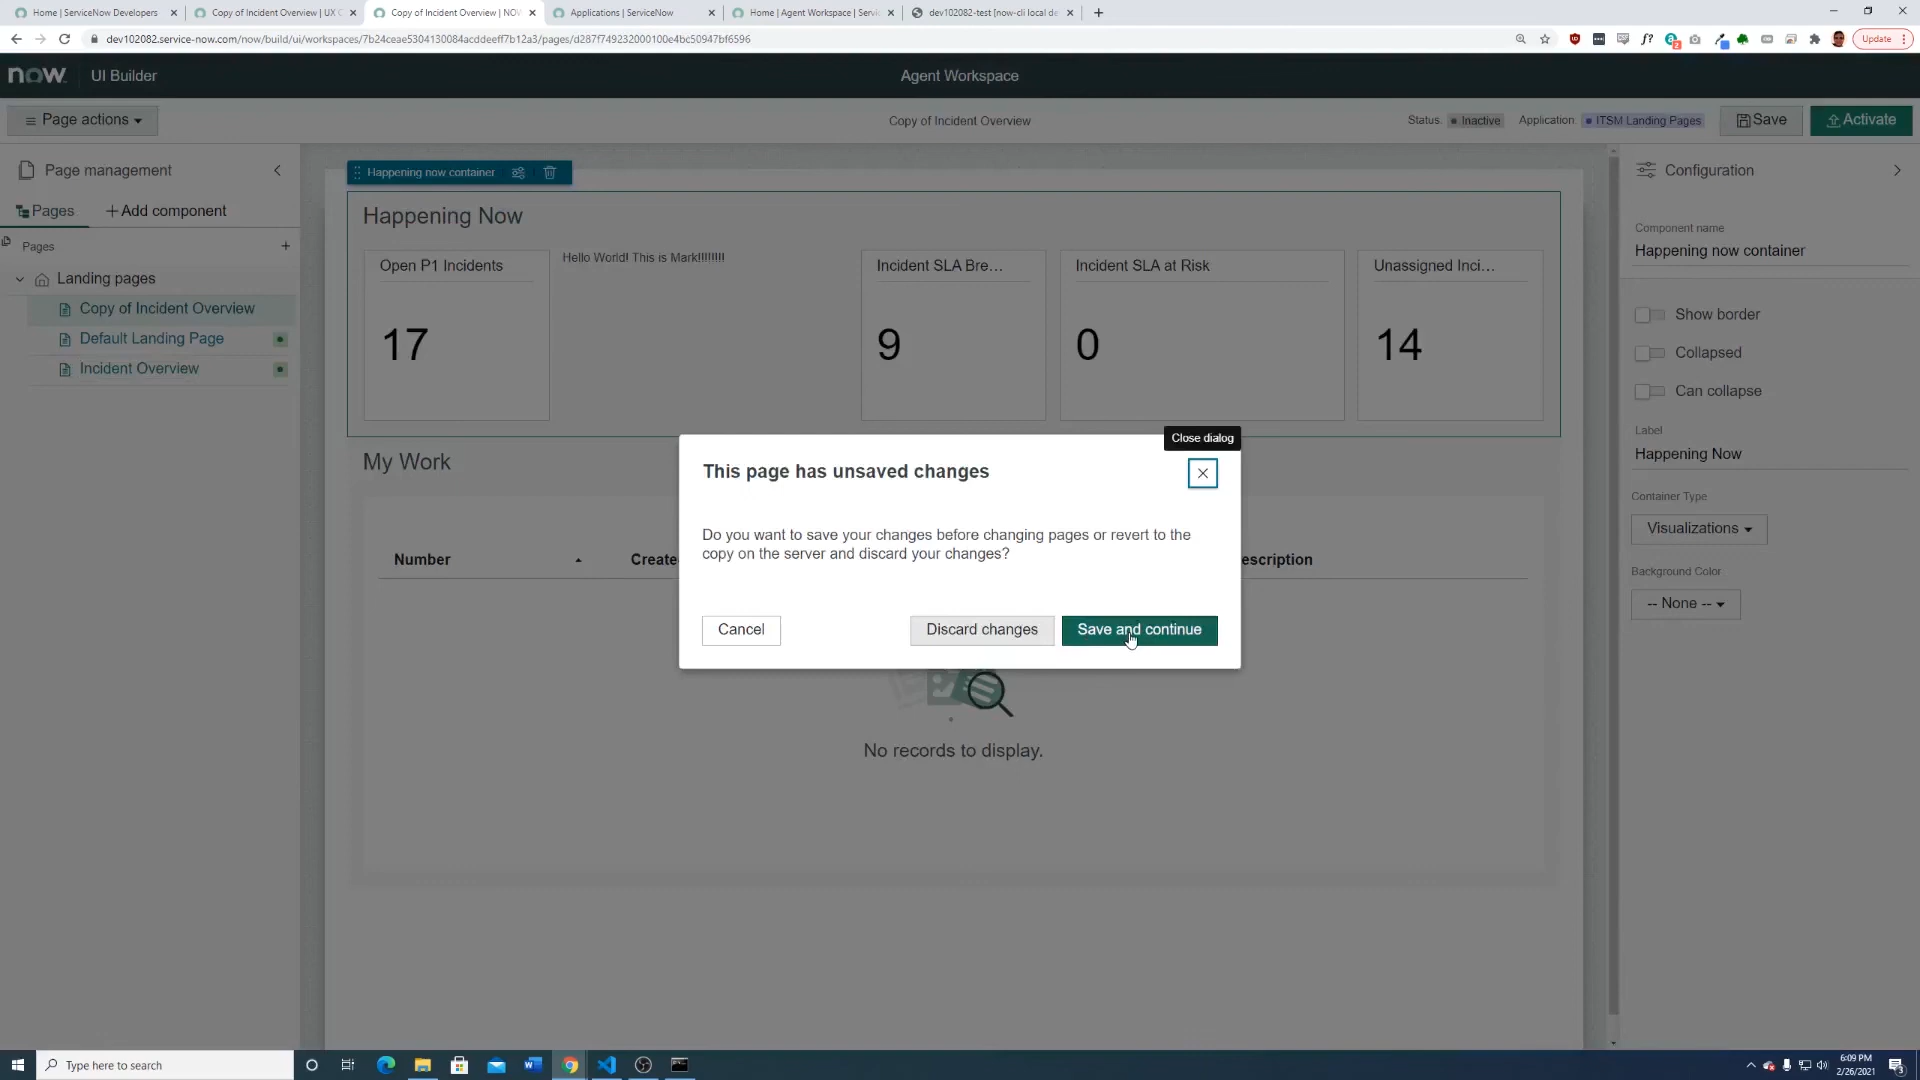 Home | ServiceNow Developers
Copy of Incident Overview | UX C
Copy of Incident Overview | NOW
Applications | ServiceNow
Home | Agent Workspace | Servic
dev102082-test [now-cli local de
dev102082.service-now.com/now/build/ui/workspaces/7b24ceae5304130084acddeeff7b12a3/pages/d287f749232000100e4bc50947bf6596
Update
now
UI Builder
Agent Workspace
Page actions
Copy of Incident Overview
Status:
Inactive
Application
ITSM Landing Pages
Save
Activate
Page management
Happening now container
Configuration
Pages
Add component
Happening Now
Component name
Pages
Happening now container
Open P1 Incidents
Hello World! This is Mark!!!!!!!!
Incident SLA Bre...
Incident SLA at Risk
Unassigned Inci...
Landing pages
Copy of Incident Overview
Show border
Default Landing Page
17
9
0
14
Collapsed
Incident Overview
Can collapse
Label
Close dialog
Happening Now
My Work
This page has unsaved changes
Container Type
Visualizations
Do you want to save your changes before changing pages or revert to the
copy on the server and discard your changes?
Number
Create
escription
Background Color
-- None --
Cancel
Discard changes
Save and continue
No records to display.
Type here to search
6:09 PM
2/26/2021